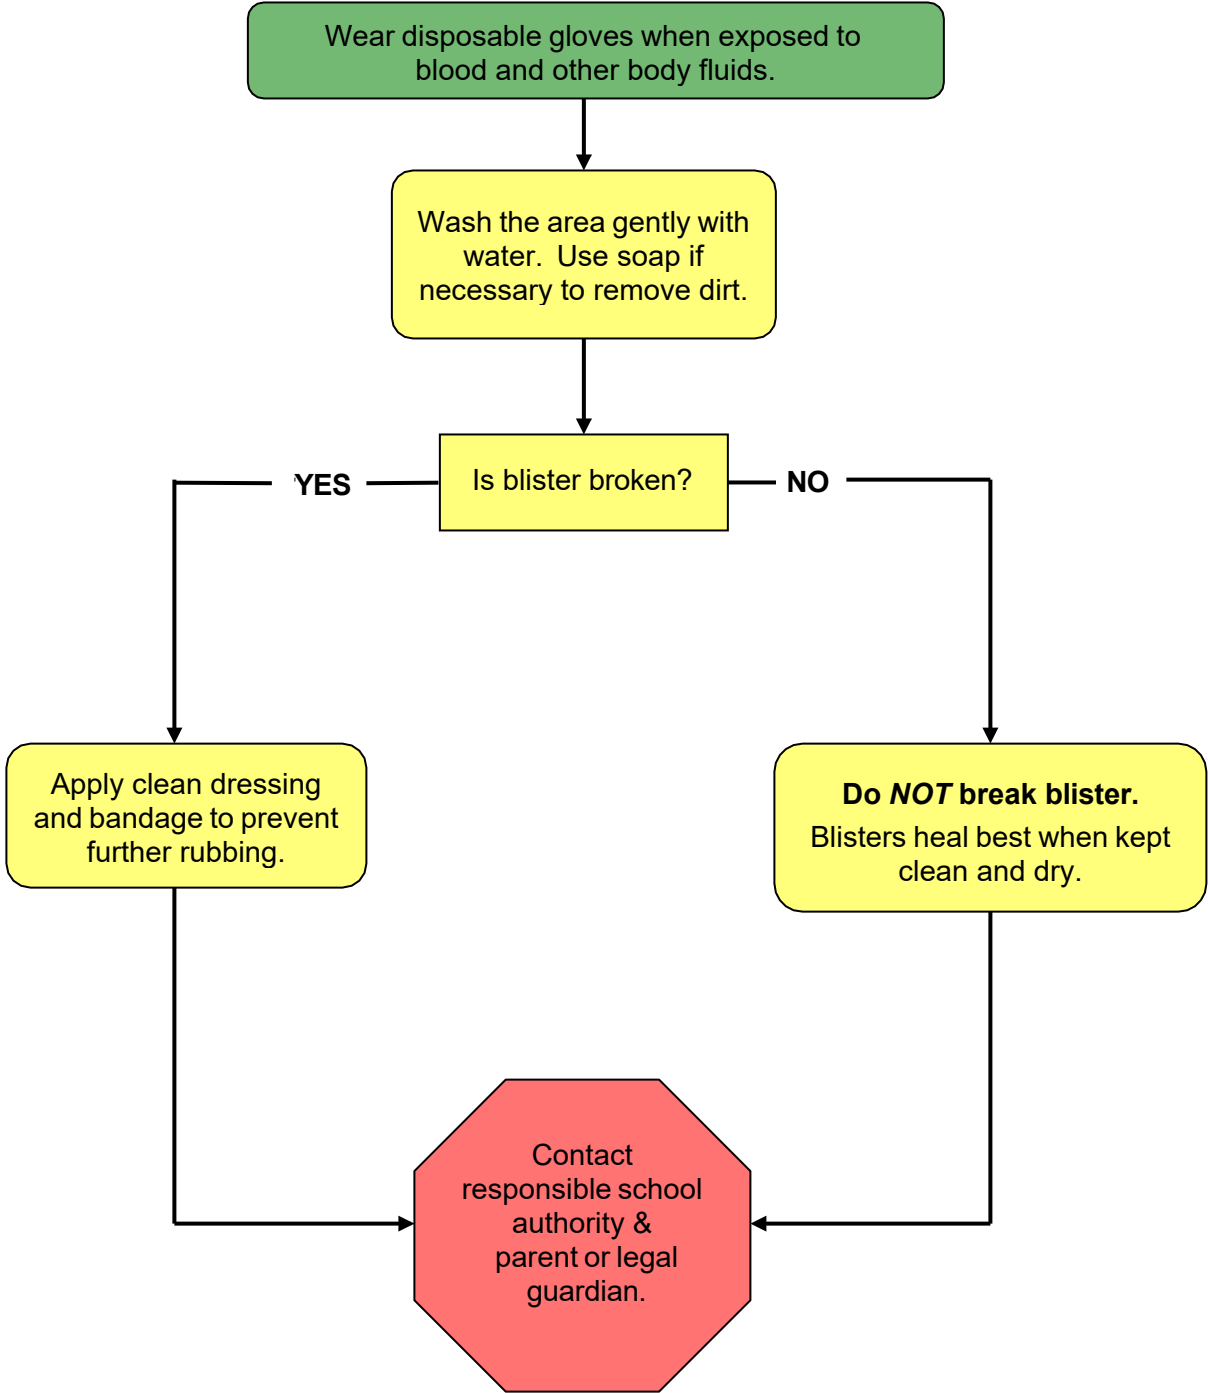 Wear disposable gloves when exposed to
blood and other body fluids.
Wash the area gently with
water.  Use soap if
necessary to remove dirt.
Is blister broken?
YES
NO
Apply clean dressing
and bandage to prevent
further rubbing.
Do NOT break blister.
Blisters heal best when kept
clean and dry.
Contact
responsible school
authority &
parent or legal
guardian.